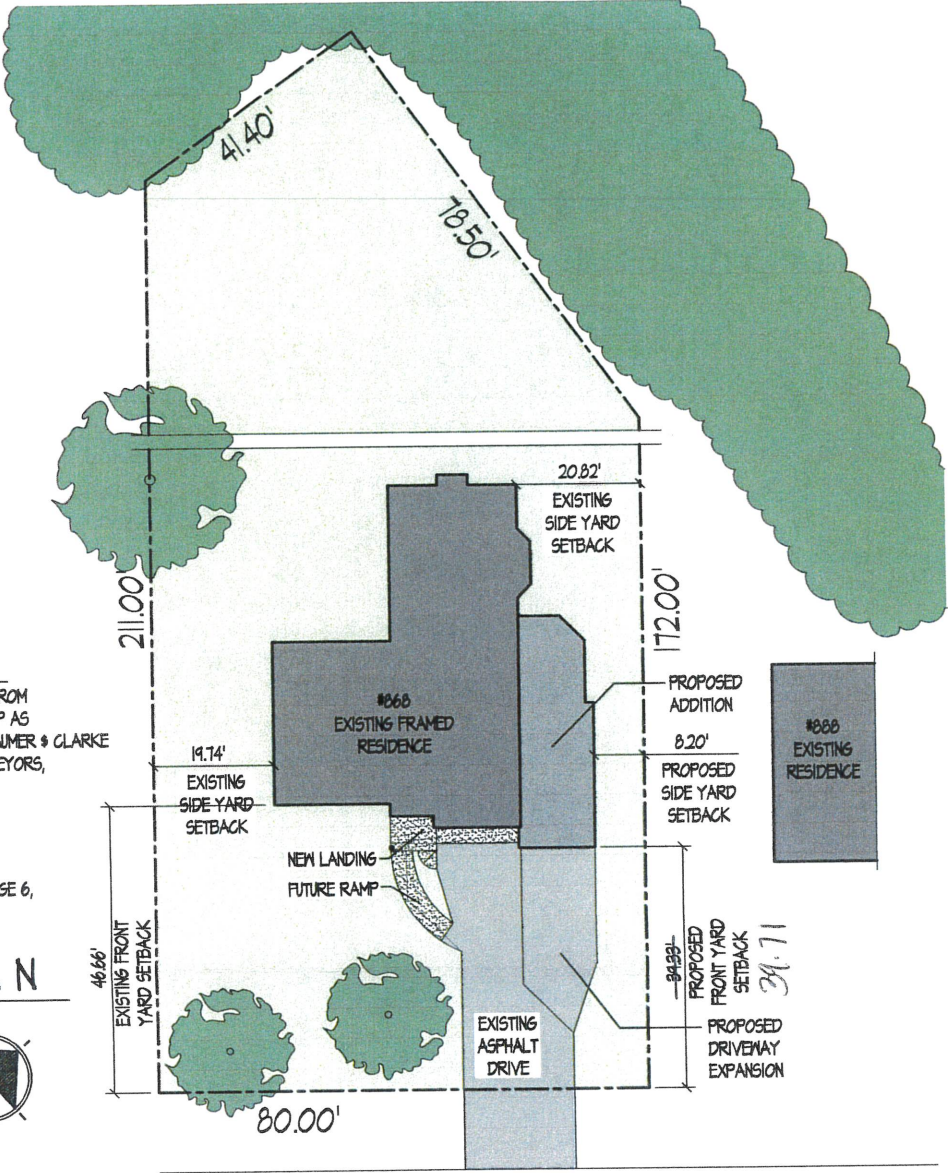 41.40'
78.50'
20.82'
EXISTING
SIDE YARD
SETBACK
211.00'
172.00'
ROM
P AS
UMER & CLARKE
EYORS,
GE 6,
N
#868
EXISTING FRAMED
RESIDENCE
PROPOSED
ADDITION
8.20'
PROPOSED
SIDE YARD
SETBACK
#888
EXISTING
RESIDENCE
19.74'
EXISTING
SIDE YARD
SETBACK
NEW LANDING
FUTURE RAMP
46.66'
EXISTING FRONT
YARD SETBACK
PROPOSED
FRONT YARD
SETBACK
39.71
EXISTING
ASPHALT
DRIVE
PROPOSED
DRIVEWAY
EXPANSION
80.00'